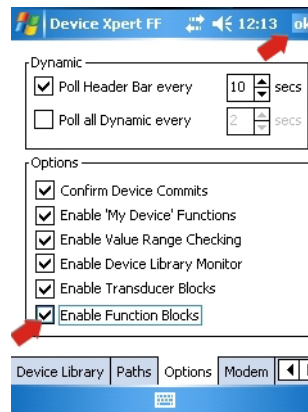 Device Xpert FF 12:13 ok
Dynamic
Poll Header Bar every 10 secs
Poll all Dynamic every 2 secs
Options
Confirm Device Commits
Enable 'My Device' Functions
Enable Value Range Checking
Enable Device Library Monitor
Enable Transducer Blocks
Enable Function Blocks
Device Library Paths Options Modem